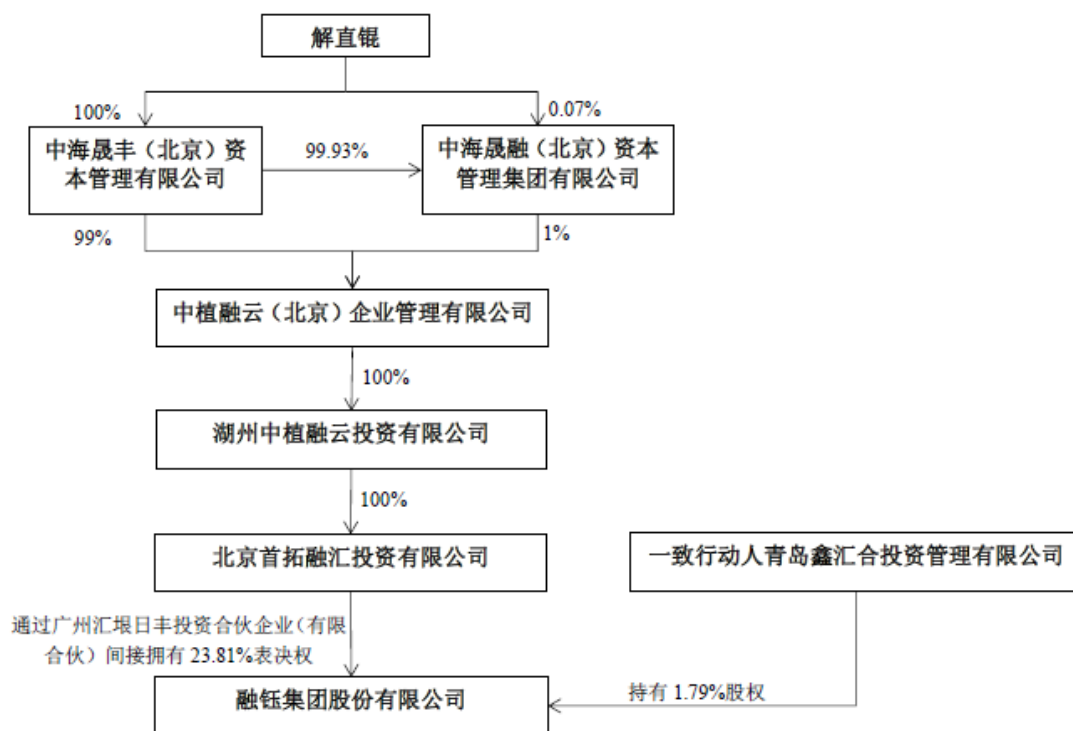 解直锟
100%
0.07%
中海晟丰（北京）资
本管理有限公司
99.93%
中海晟融（北京）资本
管理集团有限公司
99%
1%
中植融云（北京）企业管理有限公司
100%
湖州中植融云投资有限公司
100%
北京首拓融汇投资有限公司
一致行动人青岛鑫汇合投资管理有限公司
通过广州汇垠日丰投资合伙企业（有限
合伙）间接拥有 23.81%表决权
融钰集团股份有限公司
持有 1.79%股权